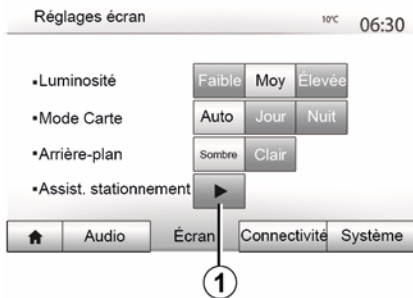 Réglages écran 10°C 06:30
▪Luminosité Faible Moy Élevée
▪Mode Carte Auto Jour Nuit
▪Arrière-plan Sombre Clair
▪Assist. stationnement
Audio Écran Connectivité Système
1